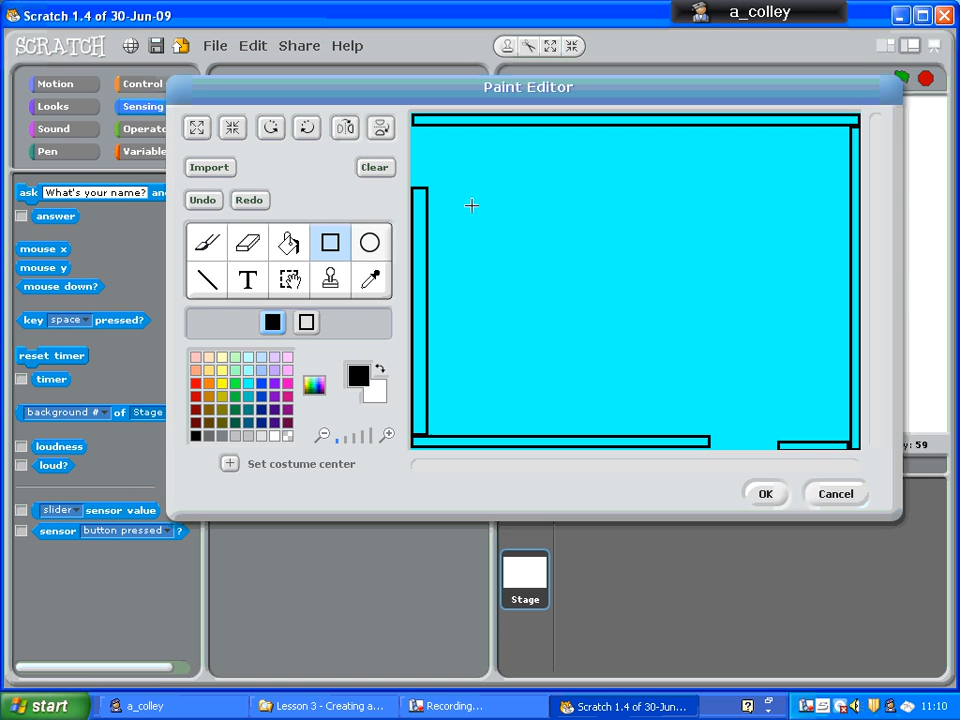 Scratch 1.4 of 30-Jun-09
a_colley
SCRATCH
File Edit Share Help
Motion
Control
Looks
Sensing
Sound
Operato
Pen
Variable
ask What's your name? an
answer
mouse x
mouse y
mouse down?
key space pressed?
reset timer
timer
background # of Stage
loudness
loud?
slider sensor value
sensor button pressed ?
Paint Editor
Import
Clear
Undo
Redo
T
Set costume center
OK
Cancel
y: 59
Stage
start
a_colley
Lesson 3 - Creating a...
Recording...
Scratch 1.4 of 30-Jun...
11:10